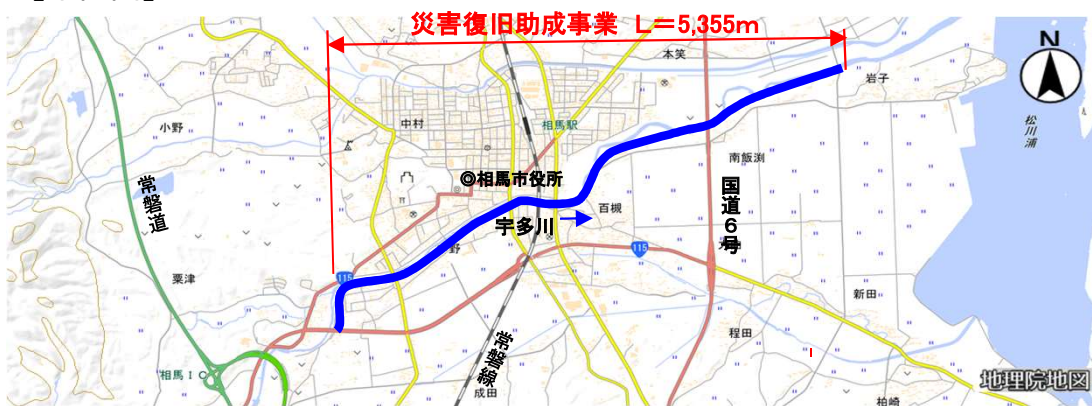 災害復旧助成事業 L=5,355m
N
本笑
岩子
松川浦
小野
中村
相馬駅
南飯渕
◎相馬市役所
常磐道
国道6号
百槻
宇多川
野
115
115
粟津
新田
程田
常磐線
相馬IC
成田
柏崎
地理院地図